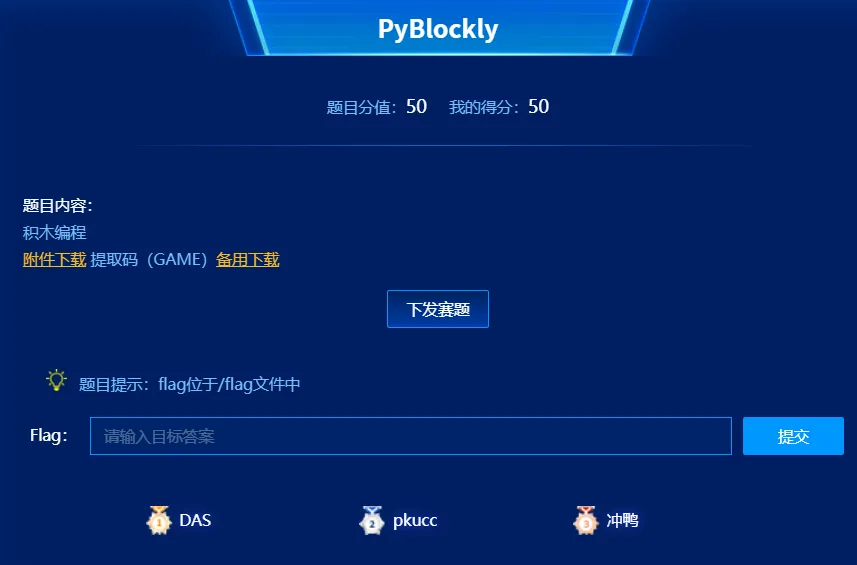 PyBlockly
题目分值：50 我的得分：50
题目内容：
积木编程
附件下载 提取码（GAME）备用下载
下发赛题
题目提示：flag位于/flag文件中
Flag： 请输入目标答案 提交
1 DAS 2 pkucc 3 冲鸭